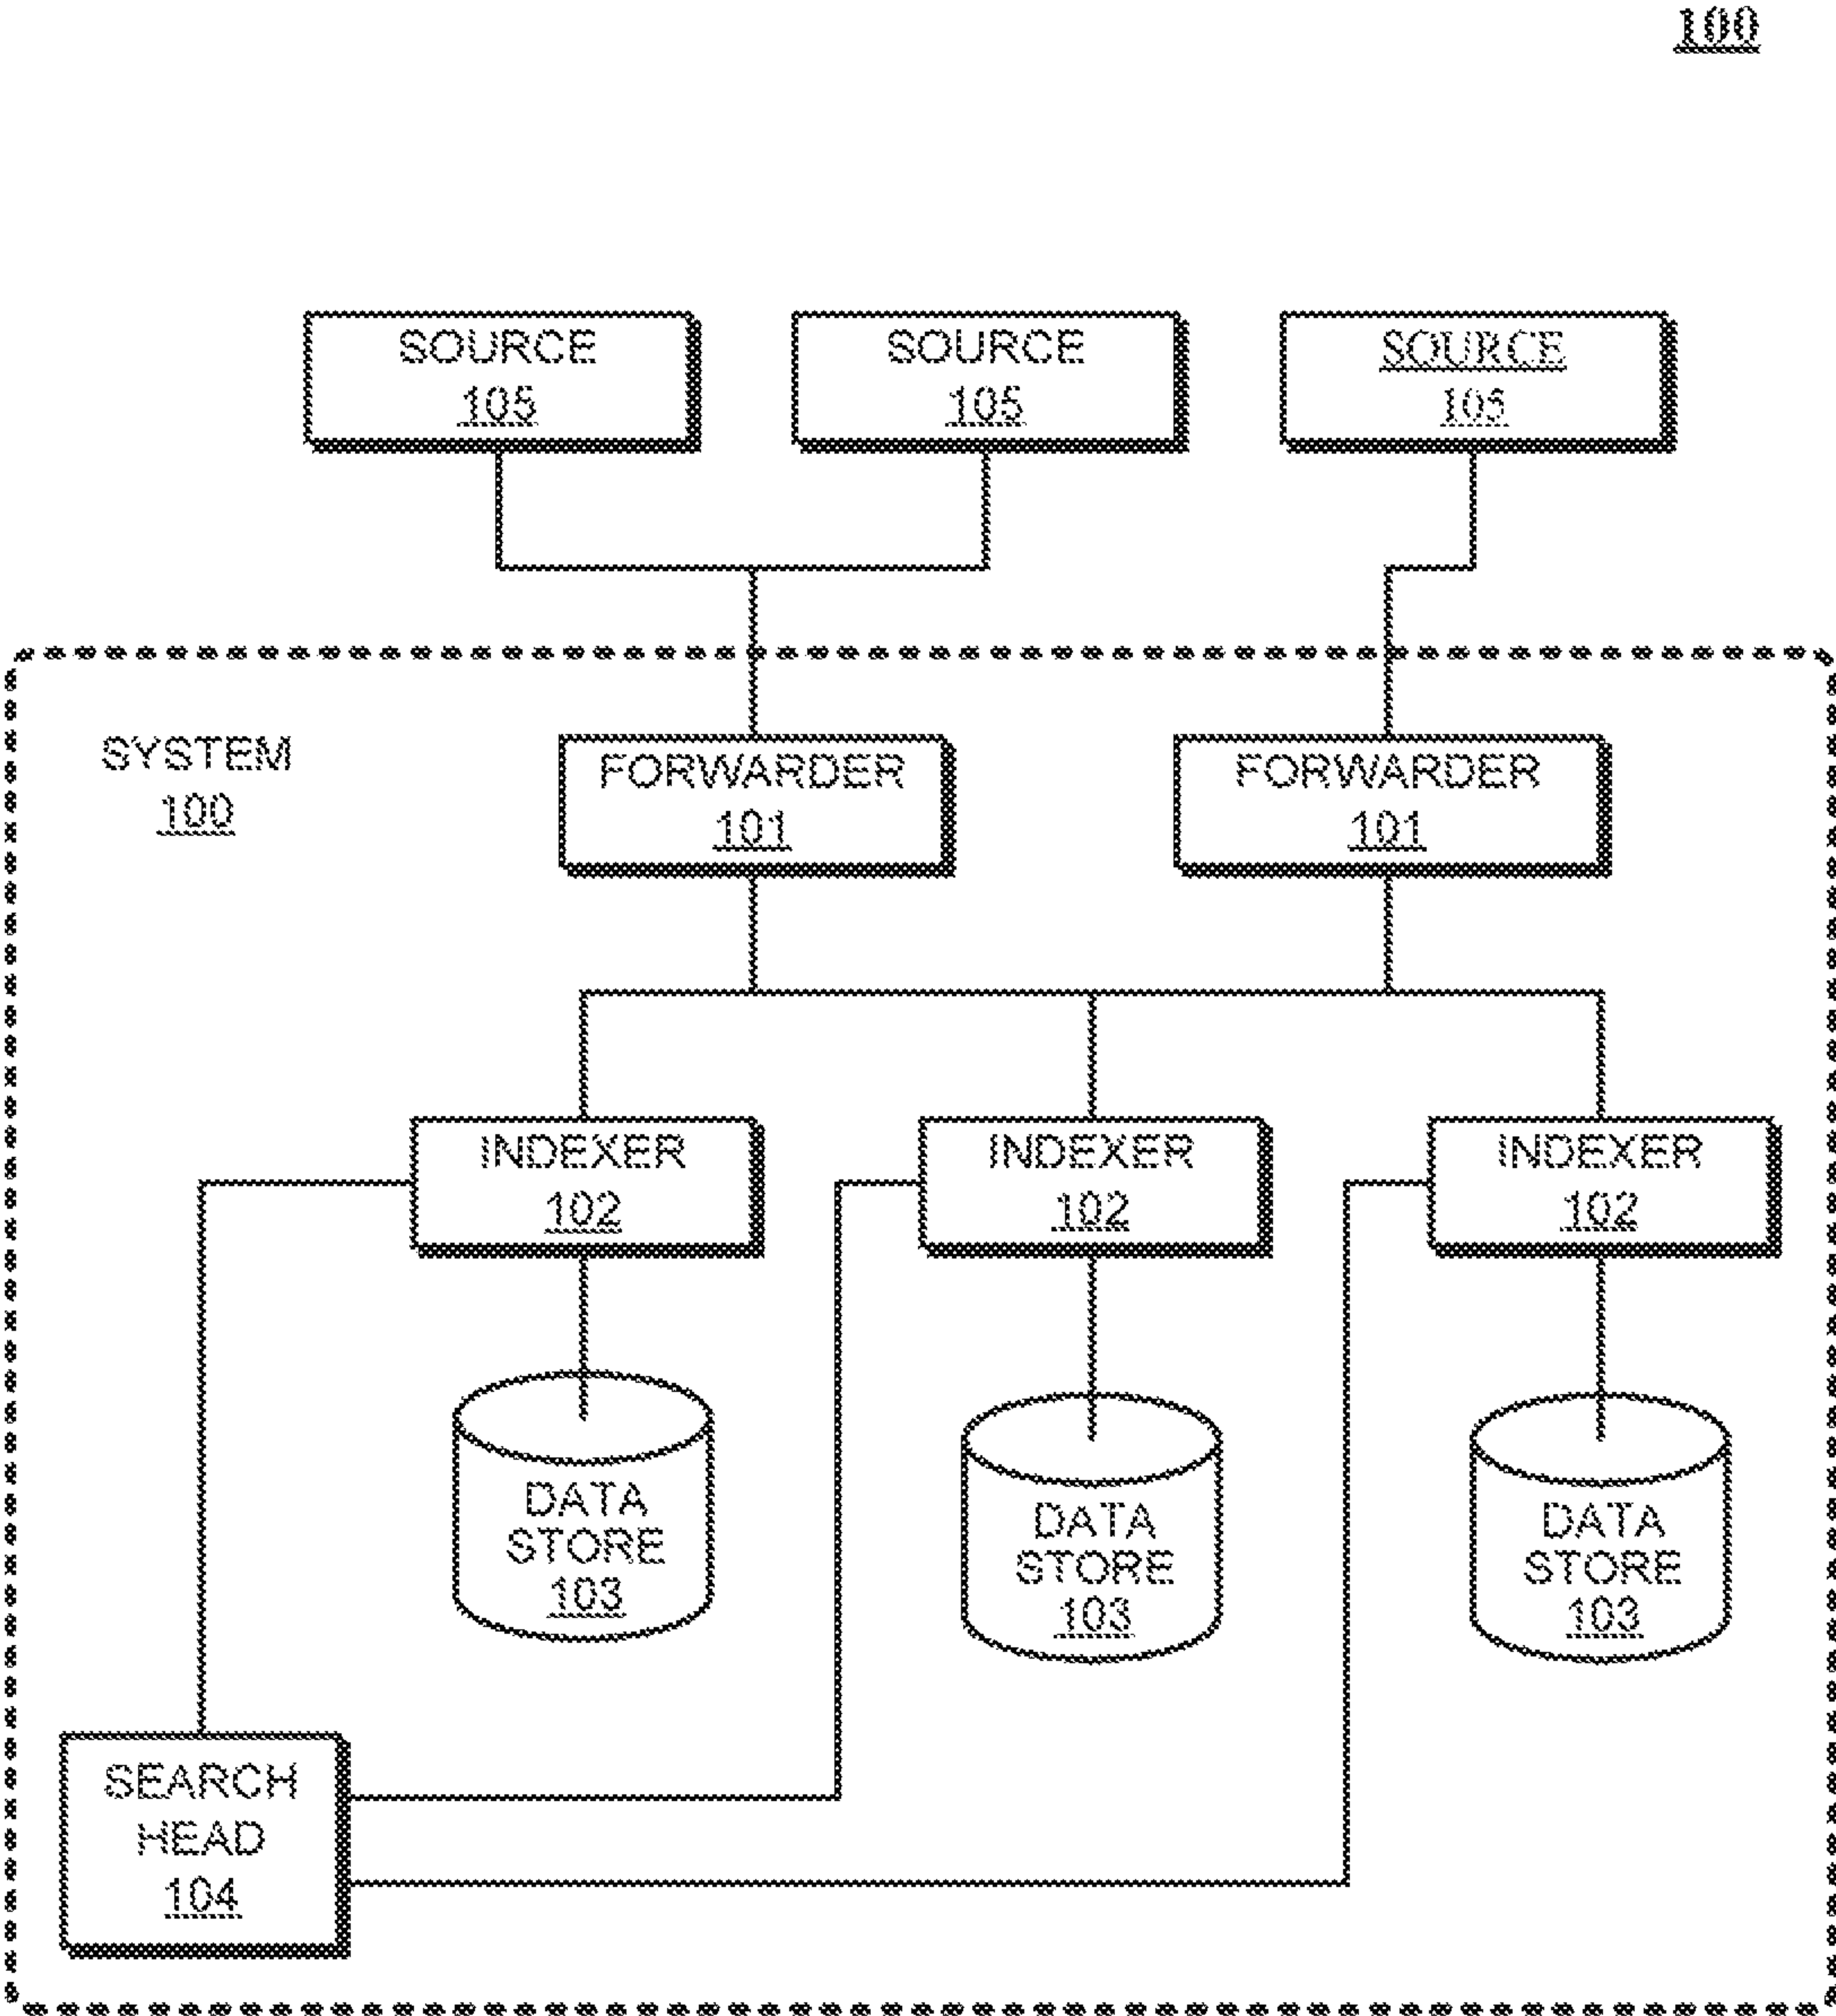 100
SOURCE
105
SOURCE
105
SOURCE
105
SYSTEM
100
FORWARDER
101
FORWARDER
101
INDEXER
102
INDEXER
102
INDEXER
102
DATA
STORE
103
DATA
STORE
103
DATA
STORE
103
SEARCH
HEAD
104